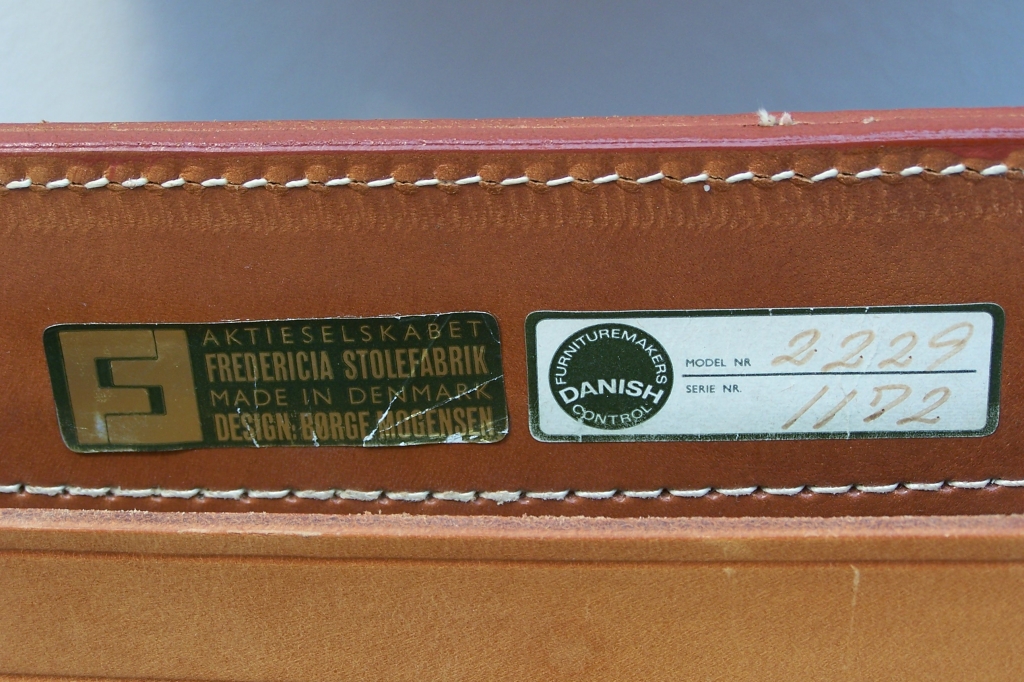 AKTIESELSKABET
FREDERICIA STOLEFABRIK
MADE IN DENMARK
DESIGN: BØRGE MOGENSEN
FURNITUREMAKERS
DANISH
CONTROL
MODEL NR 2229
SERIE NR. 1172